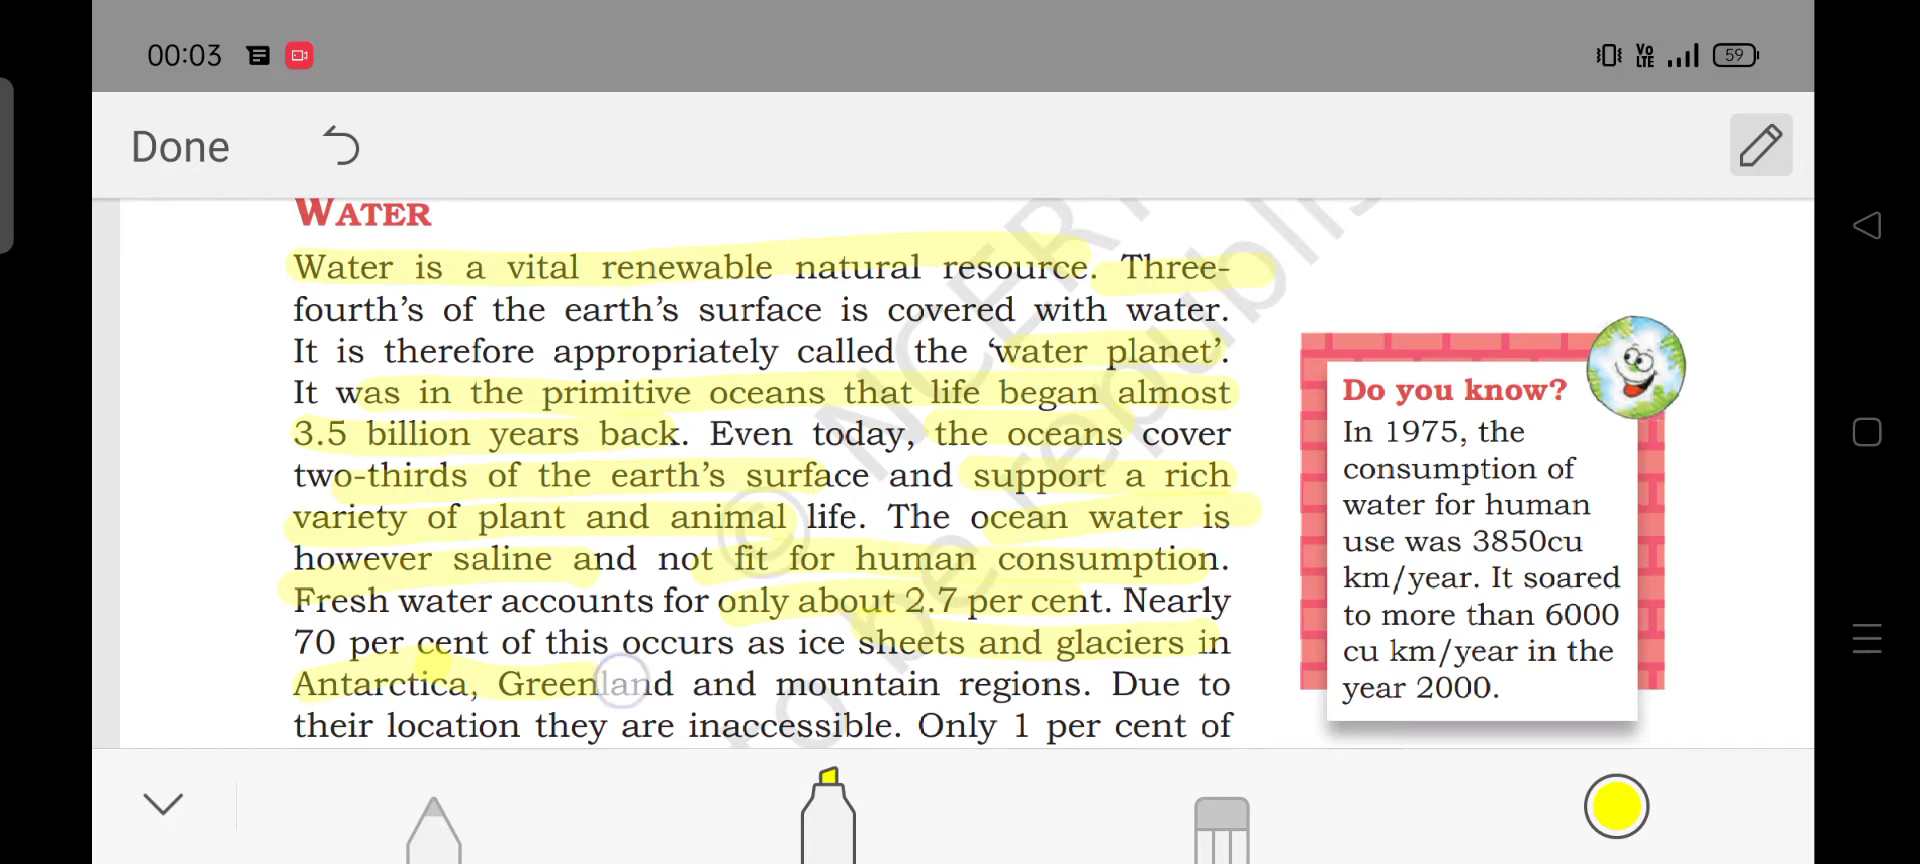 00:03
Vo
LTE
59
Done
WATER
Water is a vital renewable natural resource. Three-
fourth's of the earth's surface is covered with water.
It is therefore appropriately called the ‘water planet’.
It was in the primitive oceans that life began almost
3.5 billion years back. Even today, the oceans cover
two-thirds of the earth's surface and support a rich
variety of plant and animal life. The ocean water is
however saline and not fit for human consumption.
Fresh water accounts for only about 2.7 per cent. Nearly
70 per cent of this occurs as ice sheets and glaciers in
Antarctica, Greenland and mountain regions. Due to
their location they are inaccessible. Only 1 per cent of
Do you know?
In 1975, the
consumption of
water for human
use was 3850cu
km/year. It soared
to more than 6000
cu km/year in the
year 2000.
© NCER
to be republis